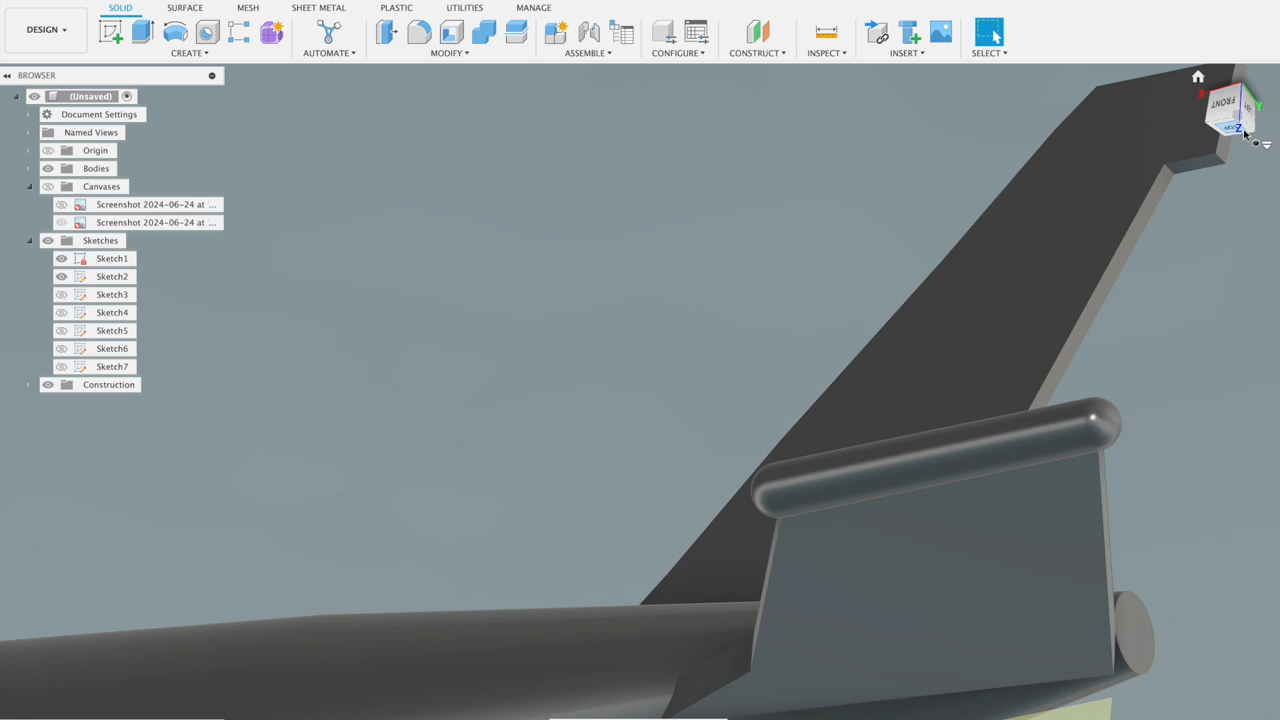 SOLID SURFACE MESH SHEET METAL PLASTIC UTILITIES MANAGE
DESIGN
CREATE AUTOMATE MODIFY ASSEMBLE CONFIGURE CONSTRUCT INSPECT INSERT SELECT
BROWSER
(Unsaved)
Document Settings
Named Views
Origin
Bodies
Canvases
Screenshot 2024-06-24 at ...
Screenshot 2024-06-24 at ...
Sketches
Sketch1
Sketch2
Sketch3
Sketch4
Sketch5
Sketch6
Sketch7
Construction
X
FRONT
Y
Z